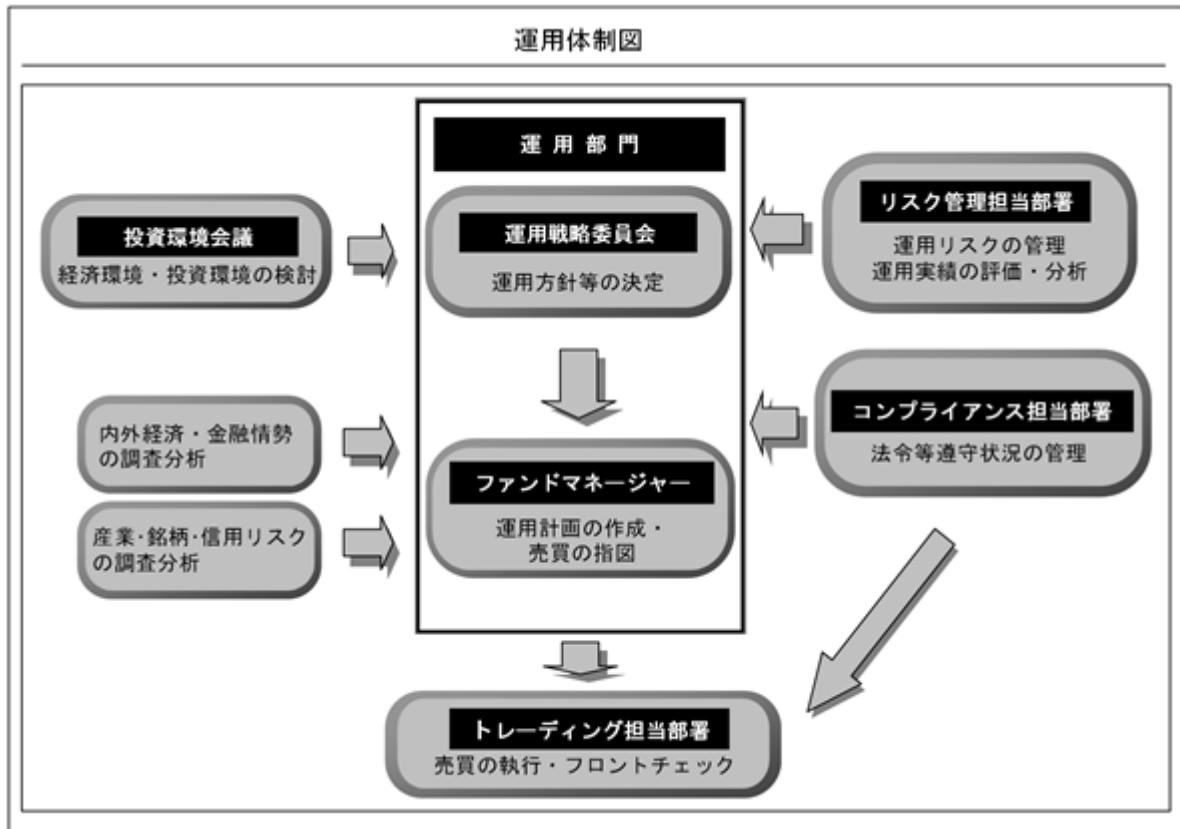 運用体制図
運用部門
投資環境会議
経済環境・投資環境の検討
運用戦略委員会
運用方針等の決定
リスク管理担当部署
運用リスクの管理
運用実績の評価・分析
内外経済・金融情勢
の調査分析
産業・銘柄・信用リスク
の調査分析
ファンドマネージャー
運用計画の作成・
売買の指図
コンプライアンス担当部署
法令等遵守状況の管理
トレーディング担当部署
売買の執行・フロントチェック